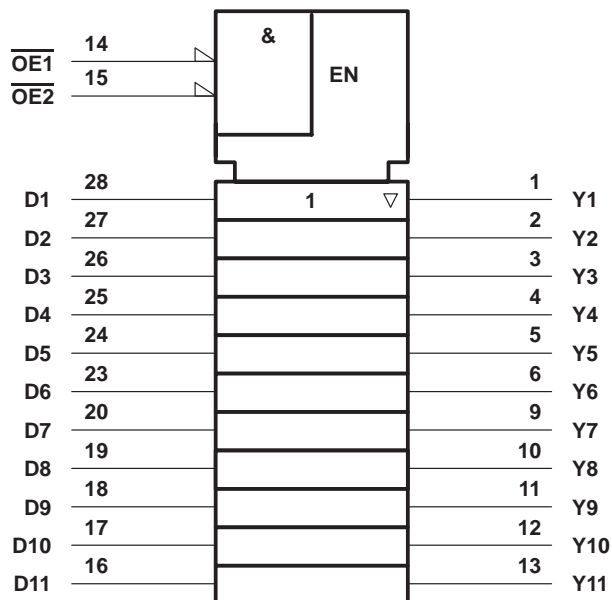 &
EN
OE1 14
OE2 15
D1 28 1 ▽ 1 Y1
D2 27 2 Y2
D3 26 3 Y3
D4 25 4 Y4
D5 24 5 Y5
D6 23 6 Y6
D7 20 9 Y7
D8 19 10 Y8
D9 18 11 Y9
D10 17 12 Y10
D11 16 13 Y11